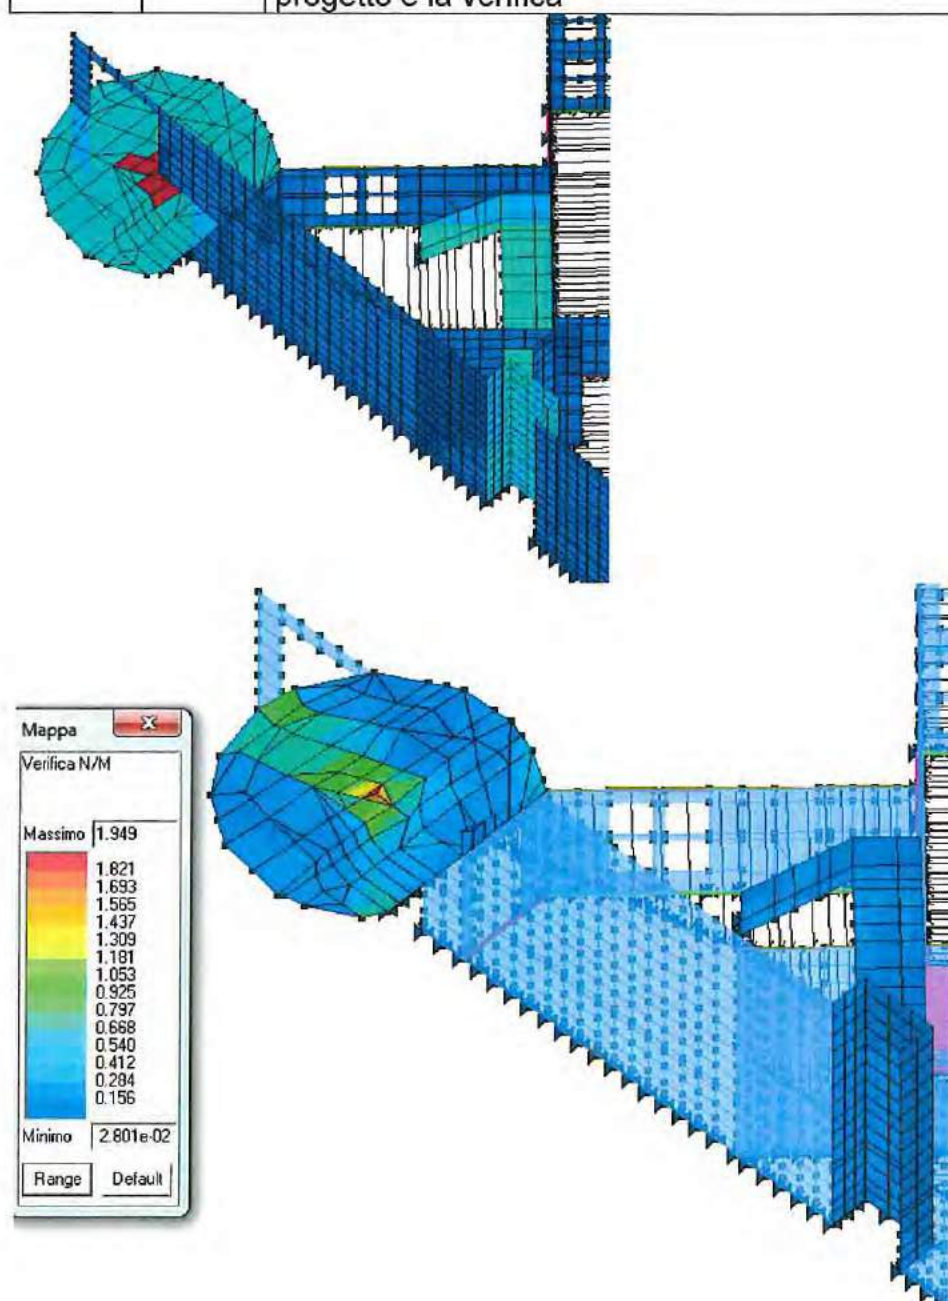 progetto e la verifica
Mappa
Verifica N/M
Massimo 1.949
1.821
1.693
1.565
1.437
1.309
1.181
1.053
0.925
0.797
0.668
0.540
0.412
0.284
0.156
Minimo 2.801e-02
Range Default